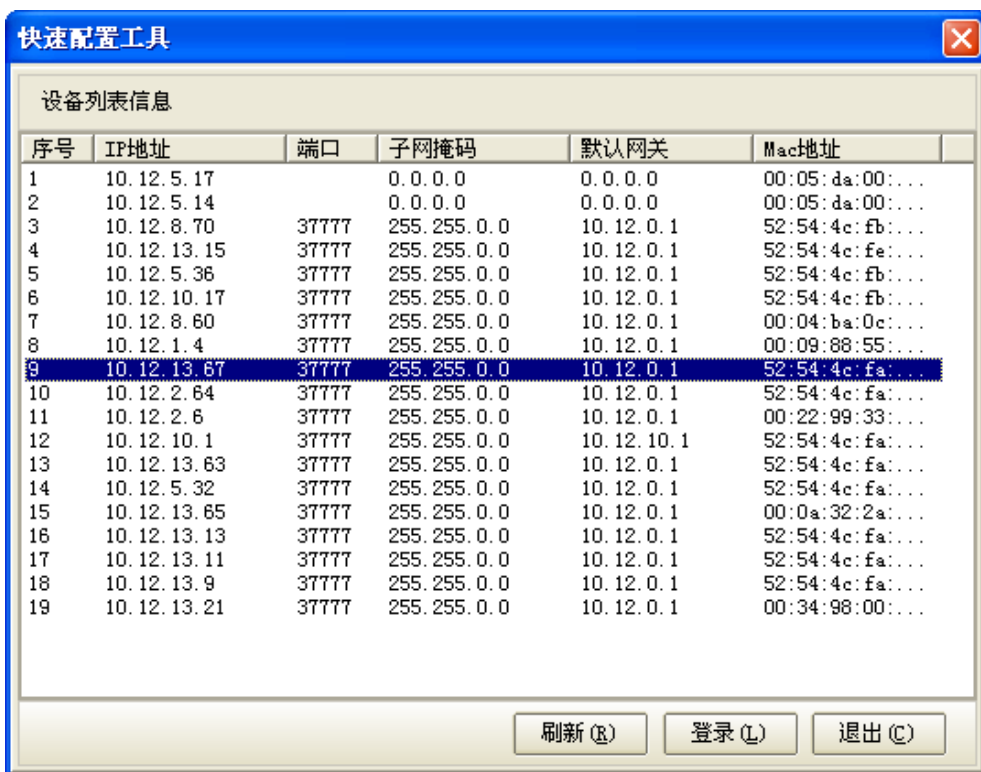 快速配置工具
设备列表信息
序号 IP地址 端口 子网掩码 默认网关 Mac地址
1 10.12.5.17 0.0.0.0 0.0.0.0 00:05:da:00:...
2 10.12.5.14 0.0.0.0 0.0.0.0 00:05:da:00:...
3 10.12.8.70 37777 255.255.0.0 10.12.0.1 52:54:4c:fb:...
4 10.12.13.15 37777 255.255.0.0 10.12.0.1 52:54:4c:fe:...
5 10.12.5.36 37777 255.255.0.0 10.12.0.1 52:54:4c:fb:...
6 10.12.10.17 37777 255.255.0.0 10.12.0.1 52:54:4c:fb:...
7 10.12.8.60 37777 255.255.0.0 10.12.0.1 00:04:ba:0c:...
8 10.12.1.4 37777 255.255.0.0 10.12.0.1 00:09:88:55:...
9 10.12.13.67 37777 255.255.0.0 10.12.0.1 52:54:4c:fa:...
10 10.12.2.64 37777 255.255.0.0 10.12.0.1 52:54:4c:fa:...
11 10.12.2.6 37777 255.255.0.0 10.12.0.1 00:22:99:33:...
12 10.12.10.1 37777 255.255.0.0 10.12.10.1 52:54:4c:fa:...
13 10.12.13.63 37777 255.255.0.0 10.12.0.1 52:54:4c:fa:...
14 10.12.5.32 37777 255.255.0.0 10.12.0.1 52:54:4c:fa:...
15 10.12.13.65 37777 255.255.0.0 10.12.0.1 00:0a:32:2a:...
16 10.12.13.13 37777 255.255.0.0 10.12.0.1 52:54:4c:fa:...
17 10.12.13.11 37777 255.255.0.0 10.12.0.1 52:54:4c:fa:...
18 10.12.13.9 37777 255.255.0.0 10.12.0.1 52:54:4c:fa:...
19 10.12.13.21 37777 255.255.0.0 10.12.0.1 00:34:98:00:...
刷新(R) 登录(L) 退出(C)